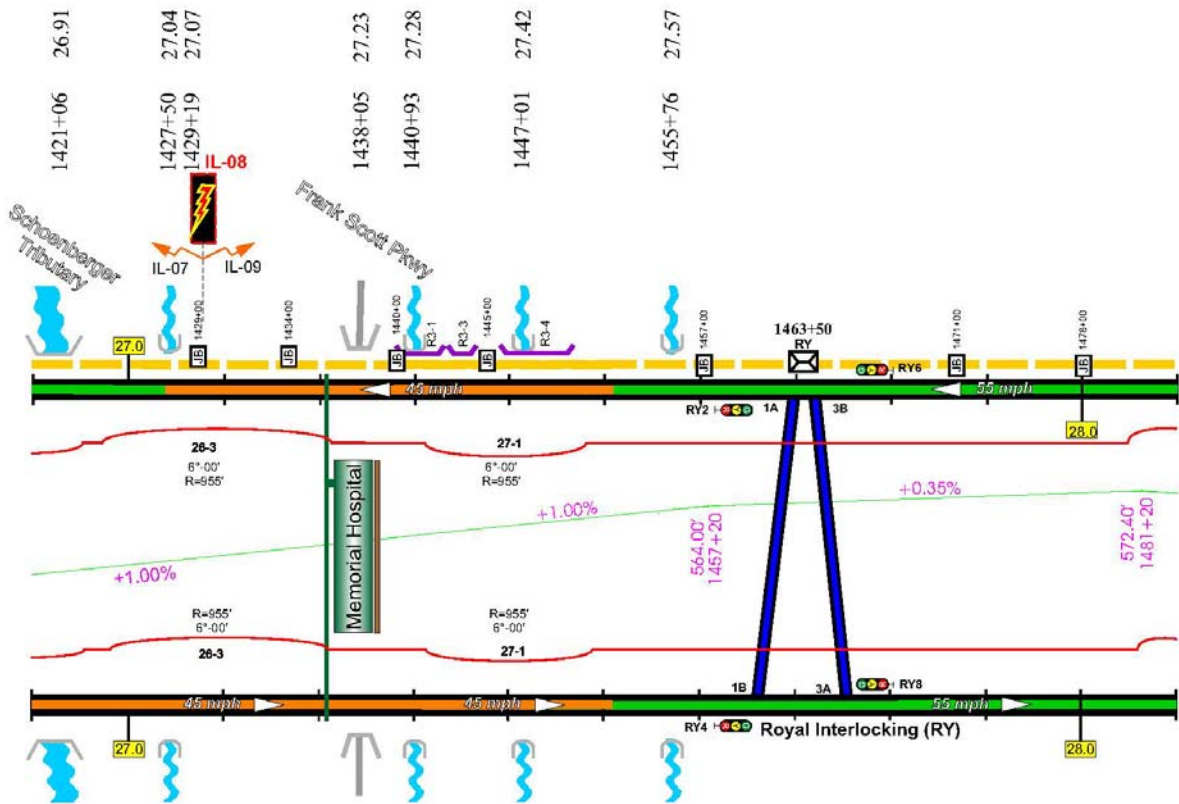 26.91
27.04
27.07
27.23
27.28
27.42
27.57
1421+06
1427+50
1429+19
1438+05
1440+93
1447+01
1455+76
IL-08
Schoenberger
Tributary
IL-07
IL-09
Frank Scott Pkwy
27.0
JB
1429+00
JB
1434+00
JB
1440+00
R3-1
R3-3
JB
1445+00
R3-4
JB
1457+00
1463+50
RY
RY6
JB
1471+00
JB
1478+00
45 mph
55 mph
RY2
1A
3B
28.0
26-3
6°-00'
R=955'
27-1
6°-00'
R=955'
Memorial Hospital
+1.00%
+1.00%
+0.35%
564.00'
1457+20
572.40'
1481+20
R=955'
6°-00'
26-3
R=955'
6°-00'
27-1
1B
3A
RY8
45 mph
45 mph
55 mph
RY4
Royal Interlocking (RY)
27.0
28.0